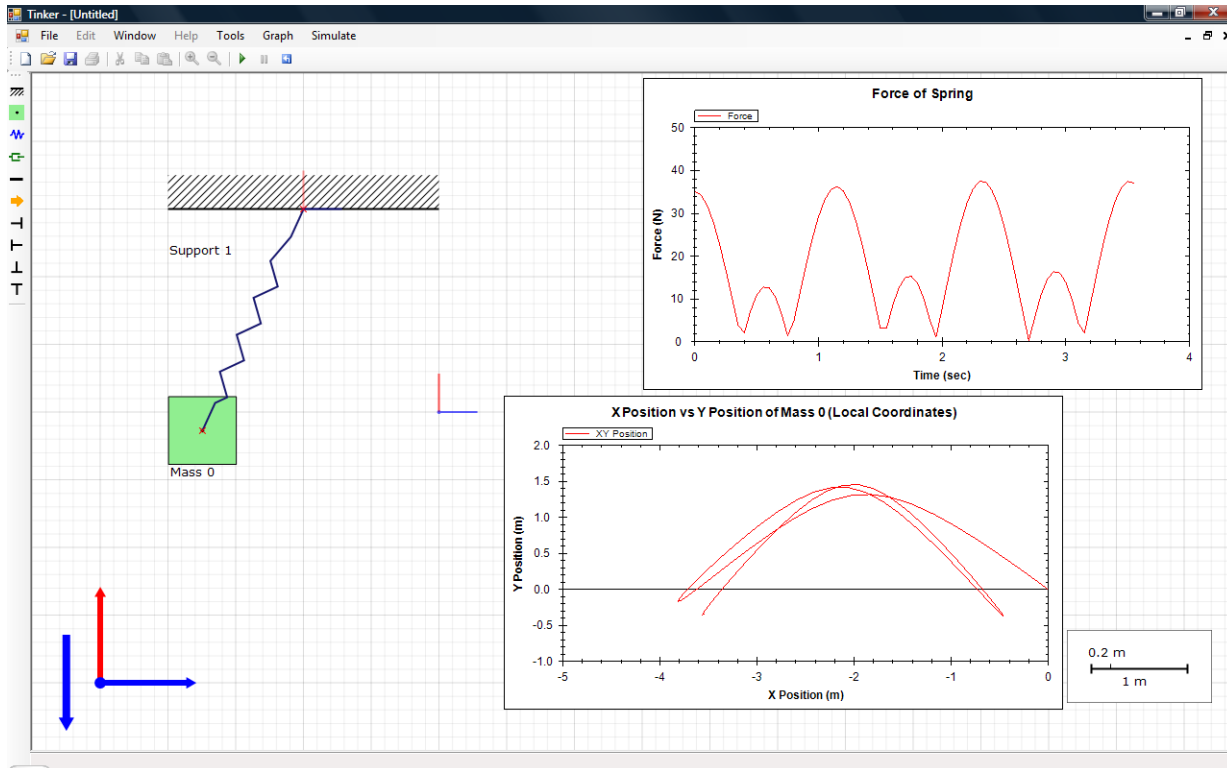 Tinker - [Untitled]
File Edit Window Help Tools Graph Simulate
Support 1
Mass 0
Force of Spring
Force
50
40
30
20
10
0
Force (N)
0 1 2 3 4
Time (sec)
X Position vs Y Position of Mass 0 (Local Coordinates)
XY Position
2.0
1.5
1.0
0.5
0.0
-0.5
-1.0
Y Position (m)
-5 -4 -3 -2 -1 0
X Position (m)
0.2 m
1 m